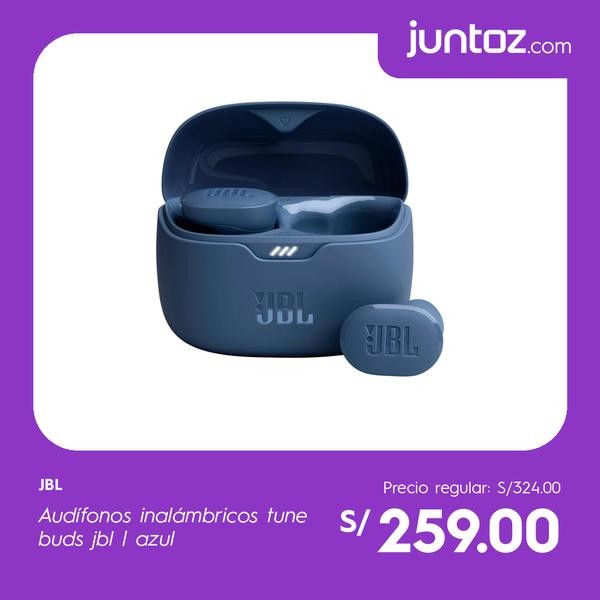 juntoz.com
JBL
JBL
JBL
JBL
Precio regular: S/324.00
Audífonos inalámbricos tune
buds jbl | azul
S/ 259.00